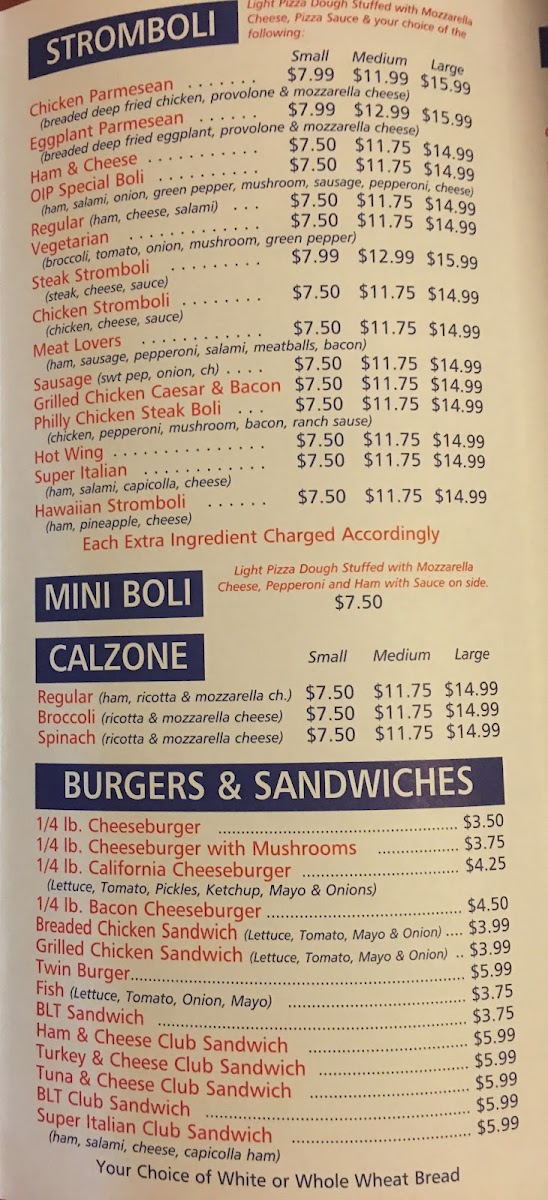 STROMBOLI
Light Pizza Dough Stuffed with Mozzarella
Cheese, Pizza Sauce & your choice of the
following:
Small Medium Large
Chicken Parmesean . . . . . . . $7.99 $11.99 $15.99
(breaded deep fried chicken, provolone & mozzarella cheese)
Eggplant Parmesean . . . . . . $7.99 $12.99 $15.99
(breaded deep fried eggplant, provolone & mozzarella cheese)
Ham & Cheese . . . . . . . . . . . $7.50 $11.75 $14.99
OIP Special Boli . . . . . . . . . . $7.50 $11.75 $14.99
(ham, salami, onion, green pepper, mushroom, sausage, pepperoni, cheese)
Regular (ham, cheese, salami) . . . $7.50 $11.75 $14.99
Vegetarian . . . . . . . . . . . . . $7.50 $11.75 $14.99
(broccoli, tomato, onion, mushroom, green pepper)
Steak Stromboli . . . . . . . . . $7.99 $12.99 $15.99
(steak, cheese, sauce)
Chicken Stromboli . . . . . . . . $7.50 $11.75 $14.99
(chicken, cheese, sauce)
Meat Lovers . . . . . . . . . . . . $7.50 $11.75 $14.99
(ham, sausage, pepperoni, salami, meatballs, bacon)
Sausage (swt pep, onion, ch) . . . . $7.50 $11.75 $14.99
Grilled Chicken Caesar & Bacon $7.50 $11.75 $14.99
Philly Chicken Steak Boli . . . $7.50 $11.75 $14.99
(chicken, pepperoni, mushroom, bacon, ranch sause)
Hot Wing . . . . . . . . . . . . . . . $7.50 $11.75 $14.99
Super Italian . . . . . . . . . . . . $7.50 $11.75 $14.99
(ham, salami, capicolla, cheese)
Hawaiian Stromboli . . . . . . $7.50 $11.75 $14.99
(ham, pineapple, cheese)
Each Extra Ingredient Charged Accordingly
MINI BOLI
Light Pizza Dough Stuffed with Mozzarella
Cheese, Pepperoni and Ham with Sauce on side.
$7.50
CALZONE
Small Medium Large
Regular (ham, ricotta & mozzarella ch.) $7.50 $11.75 $14.99
Broccoli (ricotta & mozzarella cheese) $7.50 $11.75 $14.99
Spinach (ricotta & mozzarella cheese) $7.50 $11.75 $14.99
BURGERS & SANDWICHES
1/4 lb. Cheeseburger ........ $3.50
1/4 lb. Cheeseburger with Mushrooms ........ $3.75
1/4 lb. California Cheeseburger ........ $4.25
(Lettuce, Tomato, Pickles, Ketchup, Mayo & Onions)
1/4 lb. Bacon Cheeseburger ........ $4.50
Breaded Chicken Sandwich (Lettuce, Tomato, Mayo & Onion) .... $3.99
Grilled Chicken Sandwich (Lettuce, Tomato, Mayo & Onion) .. $3.99
Twin Burger........ $5.99
Fish (Lettuce, Tomato, Onion, Mayo) ........ $3.75
BLT Sandwich ........ $3.75
Ham & Cheese Club Sandwich ........ $5.99
Turkey & Cheese Club Sandwich ........ $5.99
Tuna & Cheese Club Sandwich ........ $5.99
BLT Club Sandwich ........ $5.99
Super Italian Club Sandwich ........ $5.99
(ham, salami, cheese, capicolla ham)
Your Choice of White or Whole Wheat Bread